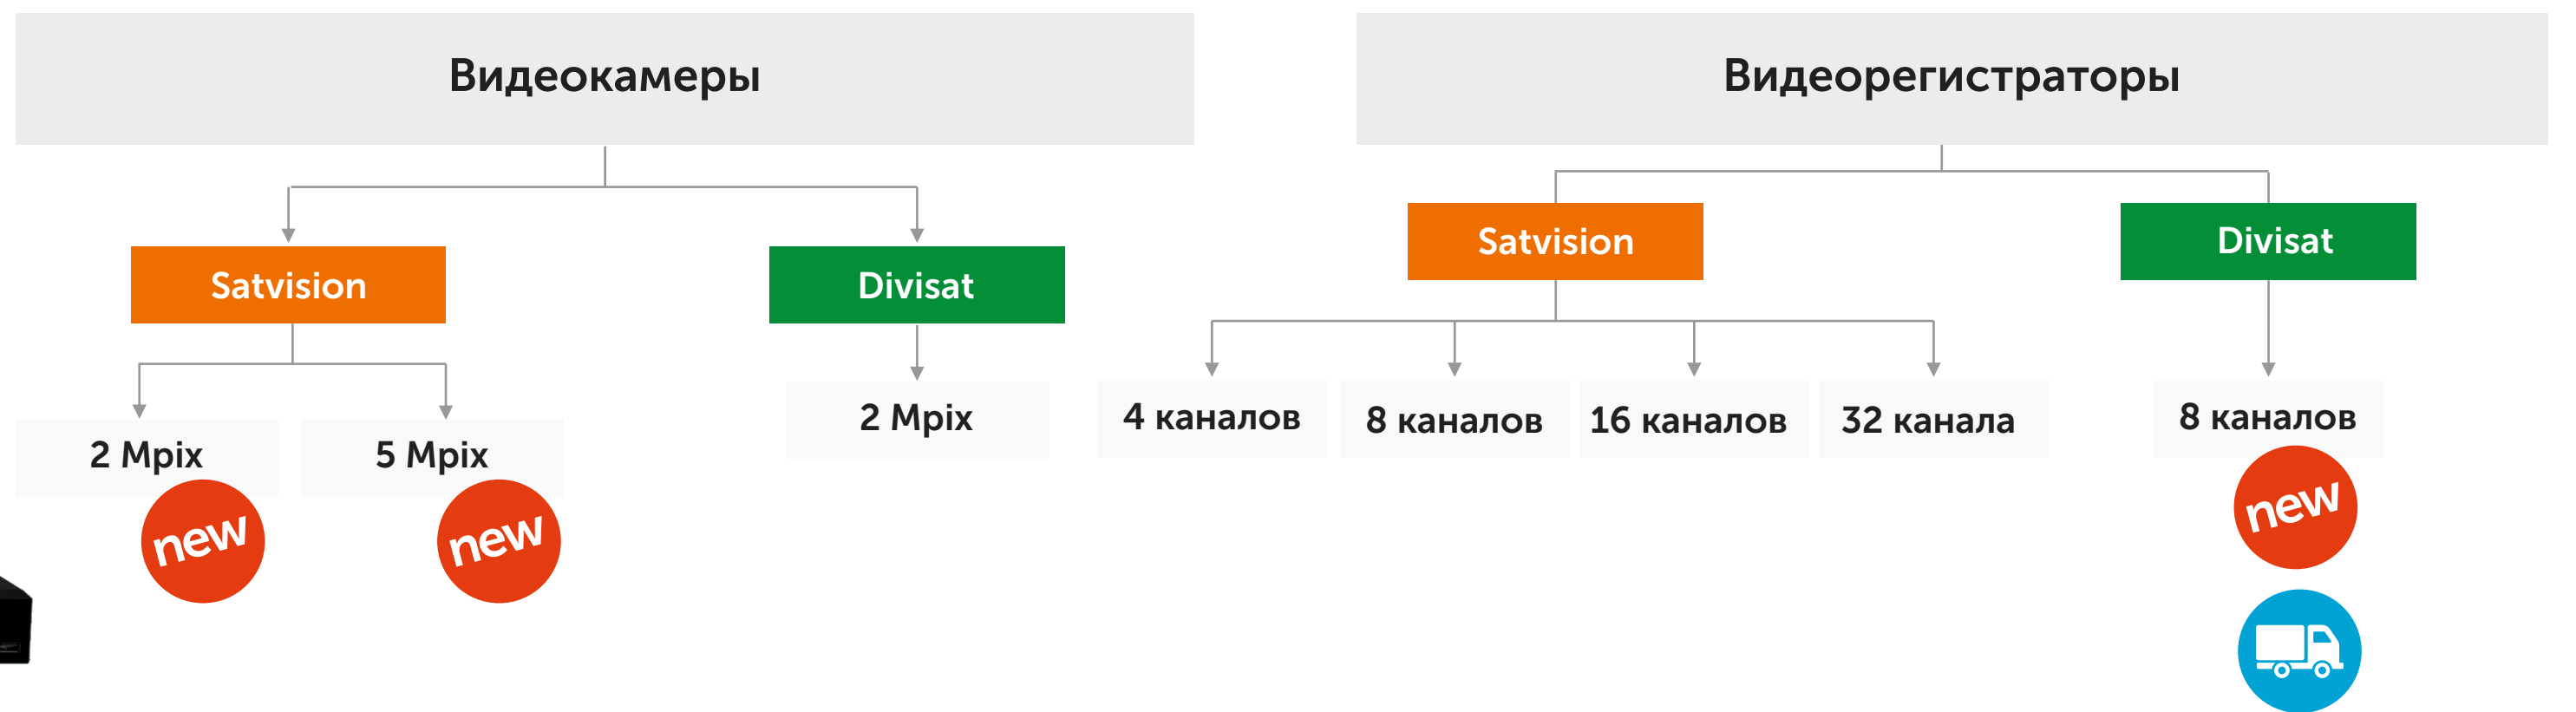 Видеокамеры
Satvision
Divisat
2 Mpix
5 Mpix
new
new
2 Mpix
Видеорегистраторы
Satvision
Divisat
4 каналов
8 каналов
16 каналов
32 канала
8 каналов
new